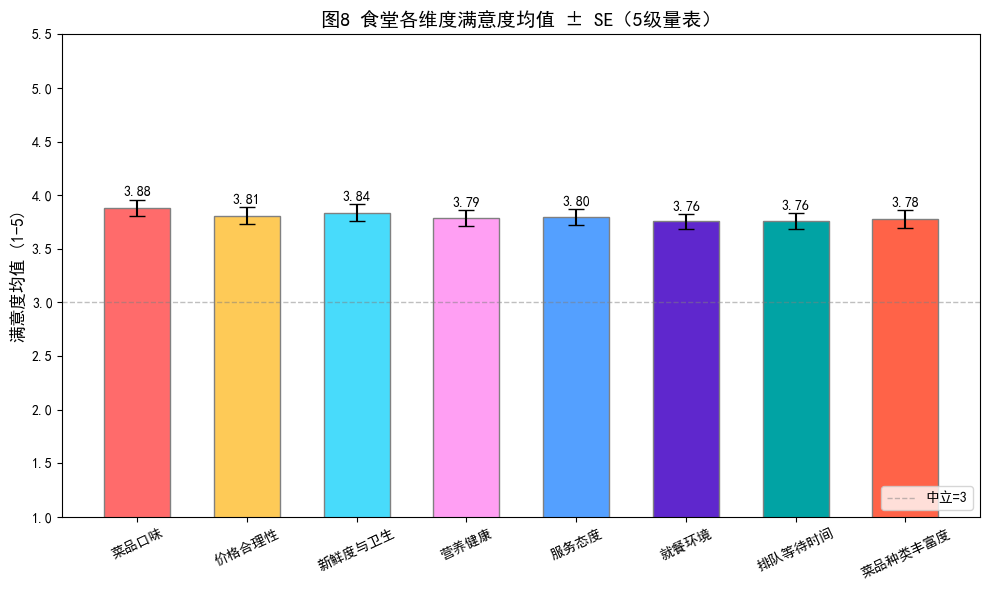 图8 食堂各维度满意度均值 ± SE（5级量表）
满意度均值（1—5）
5.5
5.0
4.5
4.0
3.5
3.0
2.5
2.0
1.5
1.0
3.88
3.81
3.84
3.79
3.80
3.76
3.76
3.78
中立=3
菜品口味
价格合理性
新鲜度与卫生
营养健康
服务态度
就餐环境
排队等待时间
菜品种类丰富度